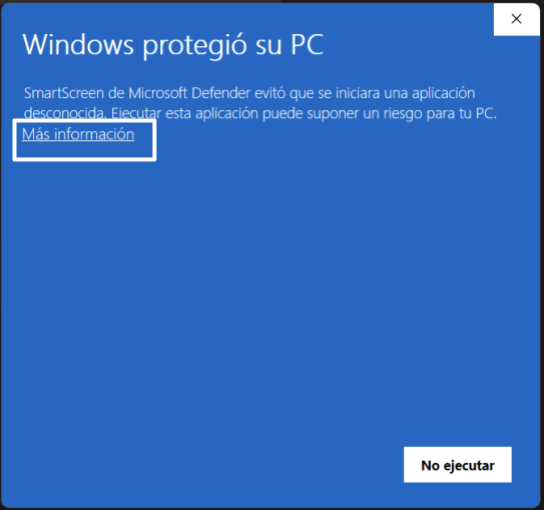 Windows protegió su PC
SmartScreen de Microsoft Defender evitó que se iniciara una aplicación
desconocida. Ejecutar esta aplicación puede suponer un riesgo para tu PC.
Más información
No ejecutar